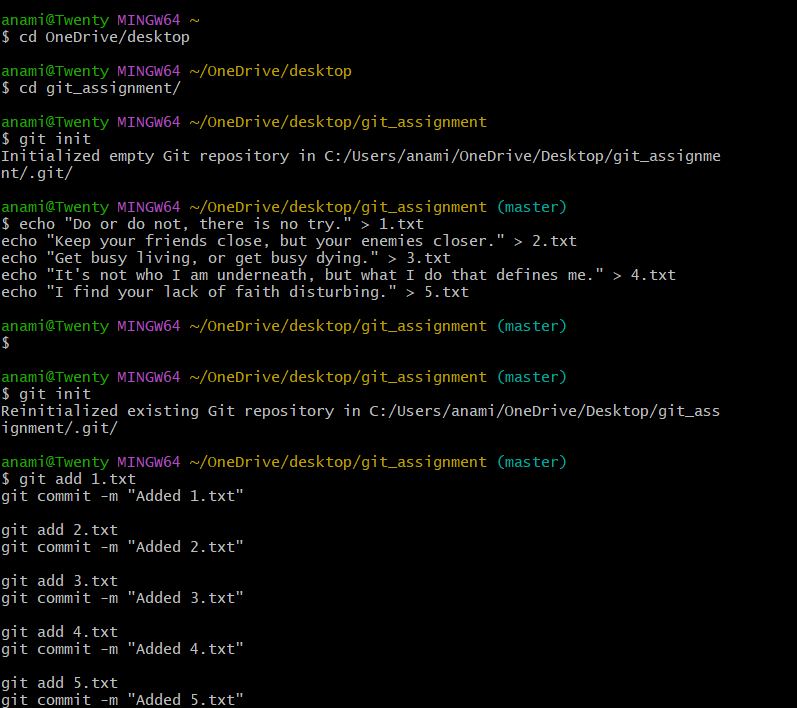 anami@Twenty MINGW64 ~
$ cd OneDrive/desktop
anami@Twenty MINGW64 ~/OneDrive/desktop
$ cd git_assignment/
anami@Twenty MINGW64 ~/OneDrive/desktop/git_assignment
$ git init
Initialized empty Git repository in C:/Users/anami/OneDrive/Desktop/git_assignme
nt/.git/
anami@Twenty MINGW64 ~/OneDrive/desktop/git_assignment (master)
$ echo "Do or do not, there is no try." > 1.txt
echo "Keep your friends close, but your enemies closer." > 2.txt
echo "Get busy living, or get busy dying." > 3.txt
echo "It's not who I am underneath, but what I do that defines me." > 4.txt
echo "I find your lack of faith disturbing." > 5.txt
anami@Twenty MINGW64 ~/OneDrive/desktop/git_assignment (master)
$
anami@Twenty MINGW64 ~/OneDrive/desktop/git_assignment (master)
$ git init
Reinitialized existing Git repository in C:/Users/anami/OneDrive/Desktop/git_ass
ignment/.git/
anami@Twenty MINGW64 ~/OneDrive/desktop/git_assignment (master)
$ git add 1.txt
git commit -m "Added 1.txt"
git add 2.txt
git commit -m "Added 2.txt"
git add 3.txt
git commit -m "Added 3.txt"
git add 4.txt
git commit -m "Added 4.txt"
git add 5.txt
git commit -m "Added 5.txt"